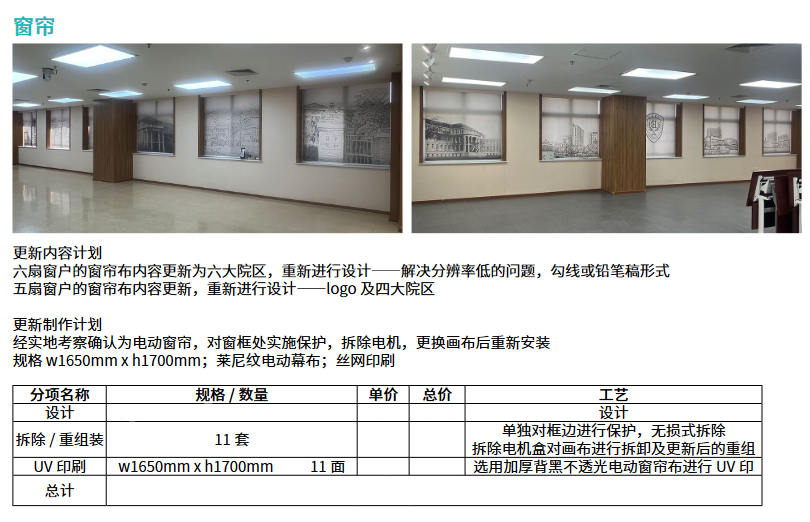 窗帘
更新内容计划
六扇窗户的窗帘布内容更新为六大院区，重新进行设计——解决分辨率低的问题，勾线或铅笔稿形式
五扇窗户的窗帘布内容更新，重新进行设计——logo 及四大院区
更新制作计划
经实地考察确认为电动窗帘，对窗框处实施保护，拆除电机，更换画布后重新安装
规格 w1650mm x h1700mm；莱尼纹电动幕布；丝网印刷
分项名称 规格 / 数量 单价 总价 工艺
设计 设计
拆除 / 重组装 11 套 单独对框边进行保护，无损式拆除
拆除电机盒对画布进行拆卸及更新后的重组
UV 印刷 w1650mm x h1700mm 11 面 选用加厚背黑不透光电动窗帘布进行 UV 印
总计